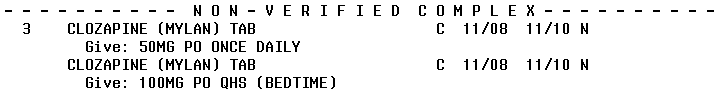 - - - - - - - - - - N O N - V E R I F I E D  C O M P L E X - - - - - - - - - -
3 CLOZAPINE (MYLAN) TAB C 11/08 11/10 N
Give: 50MG PO ONCE DAILY
CLOZAPINE (MYLAN) TAB C 11/08 11/10 N
Give: 100MG PO QHS (BEDTIME)